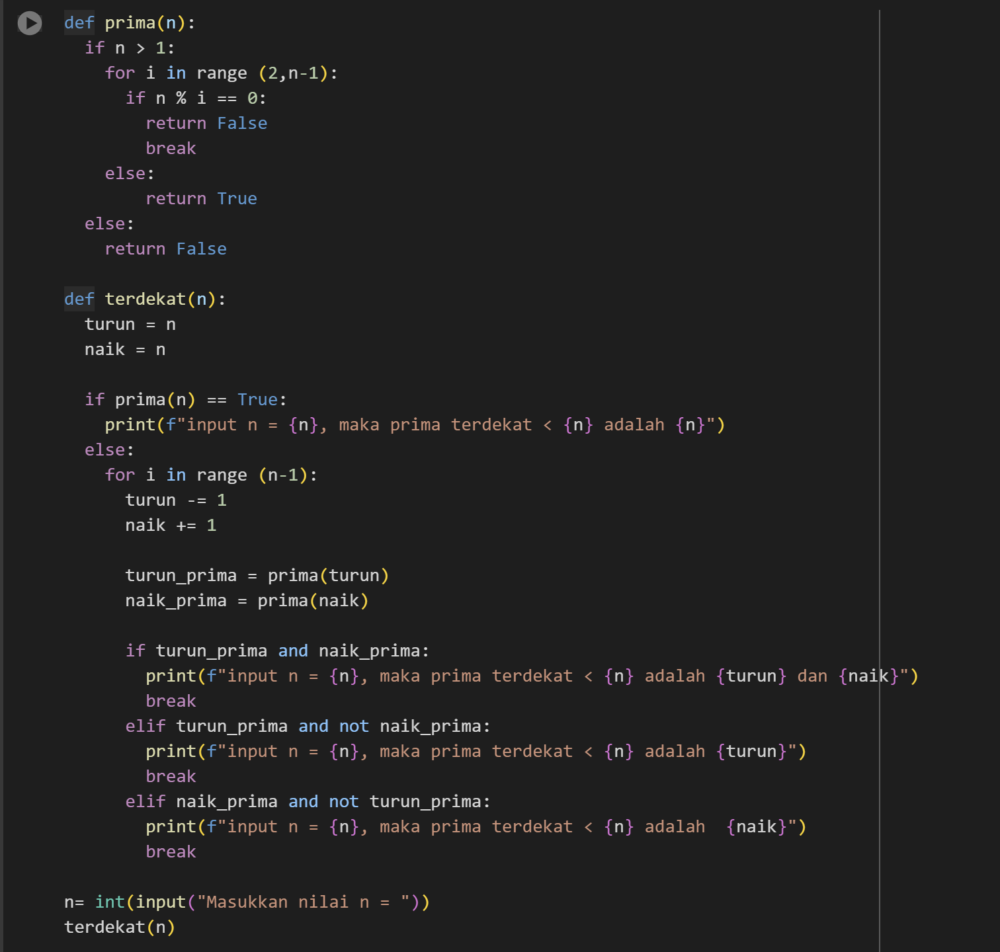 def prima(n):
  if n > 1:
    for i in range (2,n-1):
      if n % i == 0:
        return False
        break
    else:
        return True
  else:
    return False

def terdekat(n):
  turun = n
  naik = n

  if prima(n) == True:
    print(f"input n = {n}, maka prima terdekat < {n} adalah {n}")
  else:
    for i in range (n-1):
      turun -= 1
      naik += 1

      turun_prima = prima(turun)
      naik_prima = prima(naik)

      if turun_prima and naik_prima:
        print(f"input n = {n}, maka prima terdekat < {n} adalah {turun} dan {naik}")
        break
      elif turun_prima and not naik_prima:
        print(f"input n = {n}, maka prima terdekat < {n} adalah {turun}")
        break
      elif naik_prima and not turun_prima:
        print(f"input n = {n}, maka prima terdekat < {n} adalah  {naik}")
        break

n= int(input("Masukkan nilai n = "))
terdekat(n)